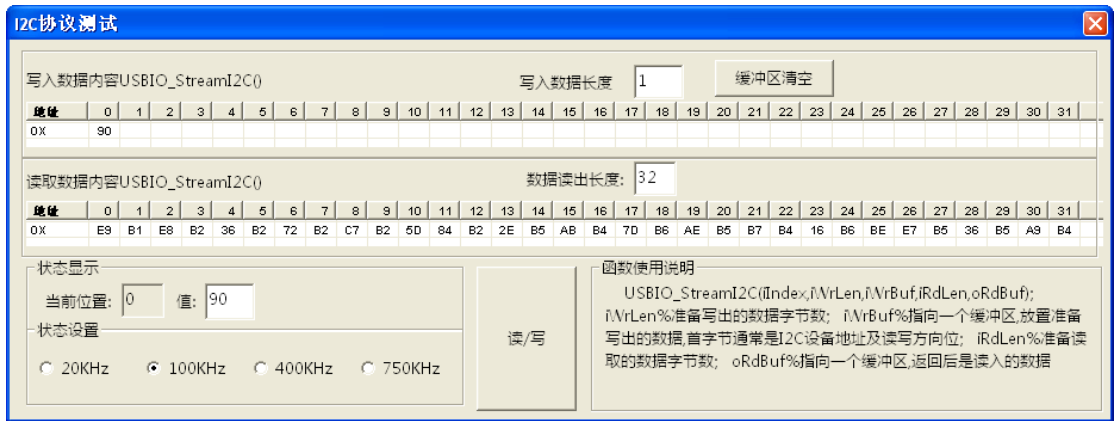 I2C协议测试
写入数据内容USBIO_StreamI2C() 写入数据长度 1 缓冲区清空
地址 0 1 2 3 4 5 6 7 8 9 10 11 12 13 14 15 16 17 18 19 20 21 22 23 24 25 26 27 28 29 30 31
0X 90
读取数据内容USBIO_StreamI2C() 数据读出长度: 32
地址 0 1 2 3 4 5 6 7 8 9 10 11 12 13 14 15 16 17 18 19 20 21 22 23 24 25 26 27 28 29 30 31
0X E9 B1 E8 B2 36 B2 72 B2 C7 B2 5D 84 B2 2E B5 AB B4 7D B6 AE B5 B7 B4 16 B6 BE E7 B5 36 B5 A9 B4
状态显示
当前位置: 0 值: 90
状态设置
20KHz 100KHz 400KHz 750KHz
读/写
函数使用说明
USBIO_StreamI2C(iIndex,iWrLen,iWrBuf,iRdLen,oRdBuf);
iWrLen%准备写出的数据字节数; iWrBuf%指向一个缓冲区,放置准备
写出的数据,首字节通常是I2C设备地址及读写方向位; iRdLen%准备读
取的数据字节数; oRdBuf%指向一个缓冲区,返回后是读入的数据